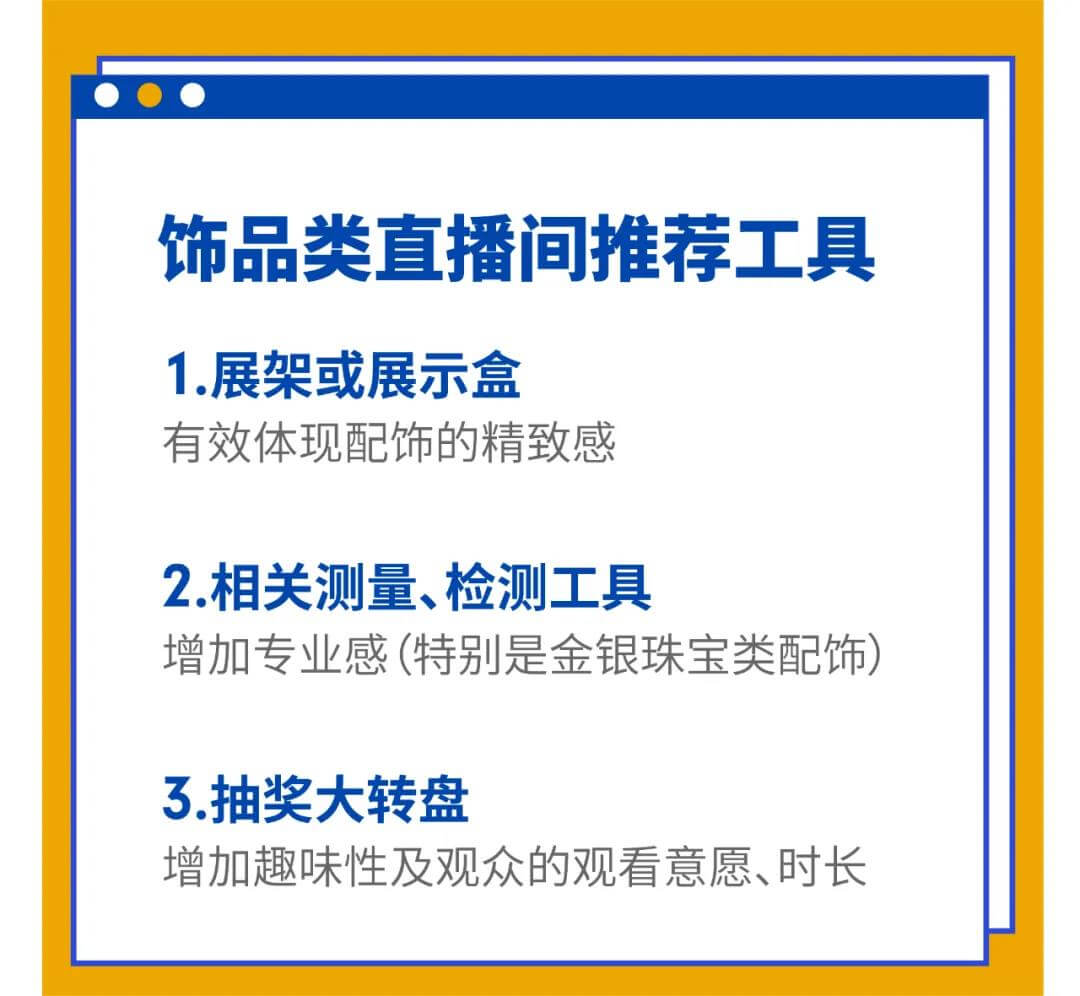 饰品类直播间推荐工具
1.展架或展示盒
有效体现配饰的精致感
2.相关测量、检测工具
增加专业感(特别是金银珠宝类配饰)
3.抽奖大转盘
增加趣味性及观众的观看意愿、时长